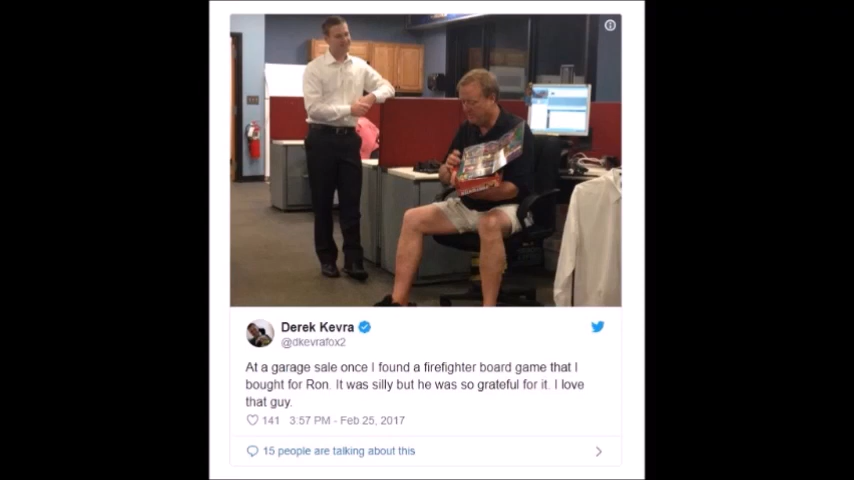 Derek Kevra
@dkevrafox2
At a garage sale once I found a firefighter board game that I
bought for Ron. It was silly but he was so grateful for it. I love
that guy.
141 3:57 PM - Feb 25, 2017
15 people are talking about this